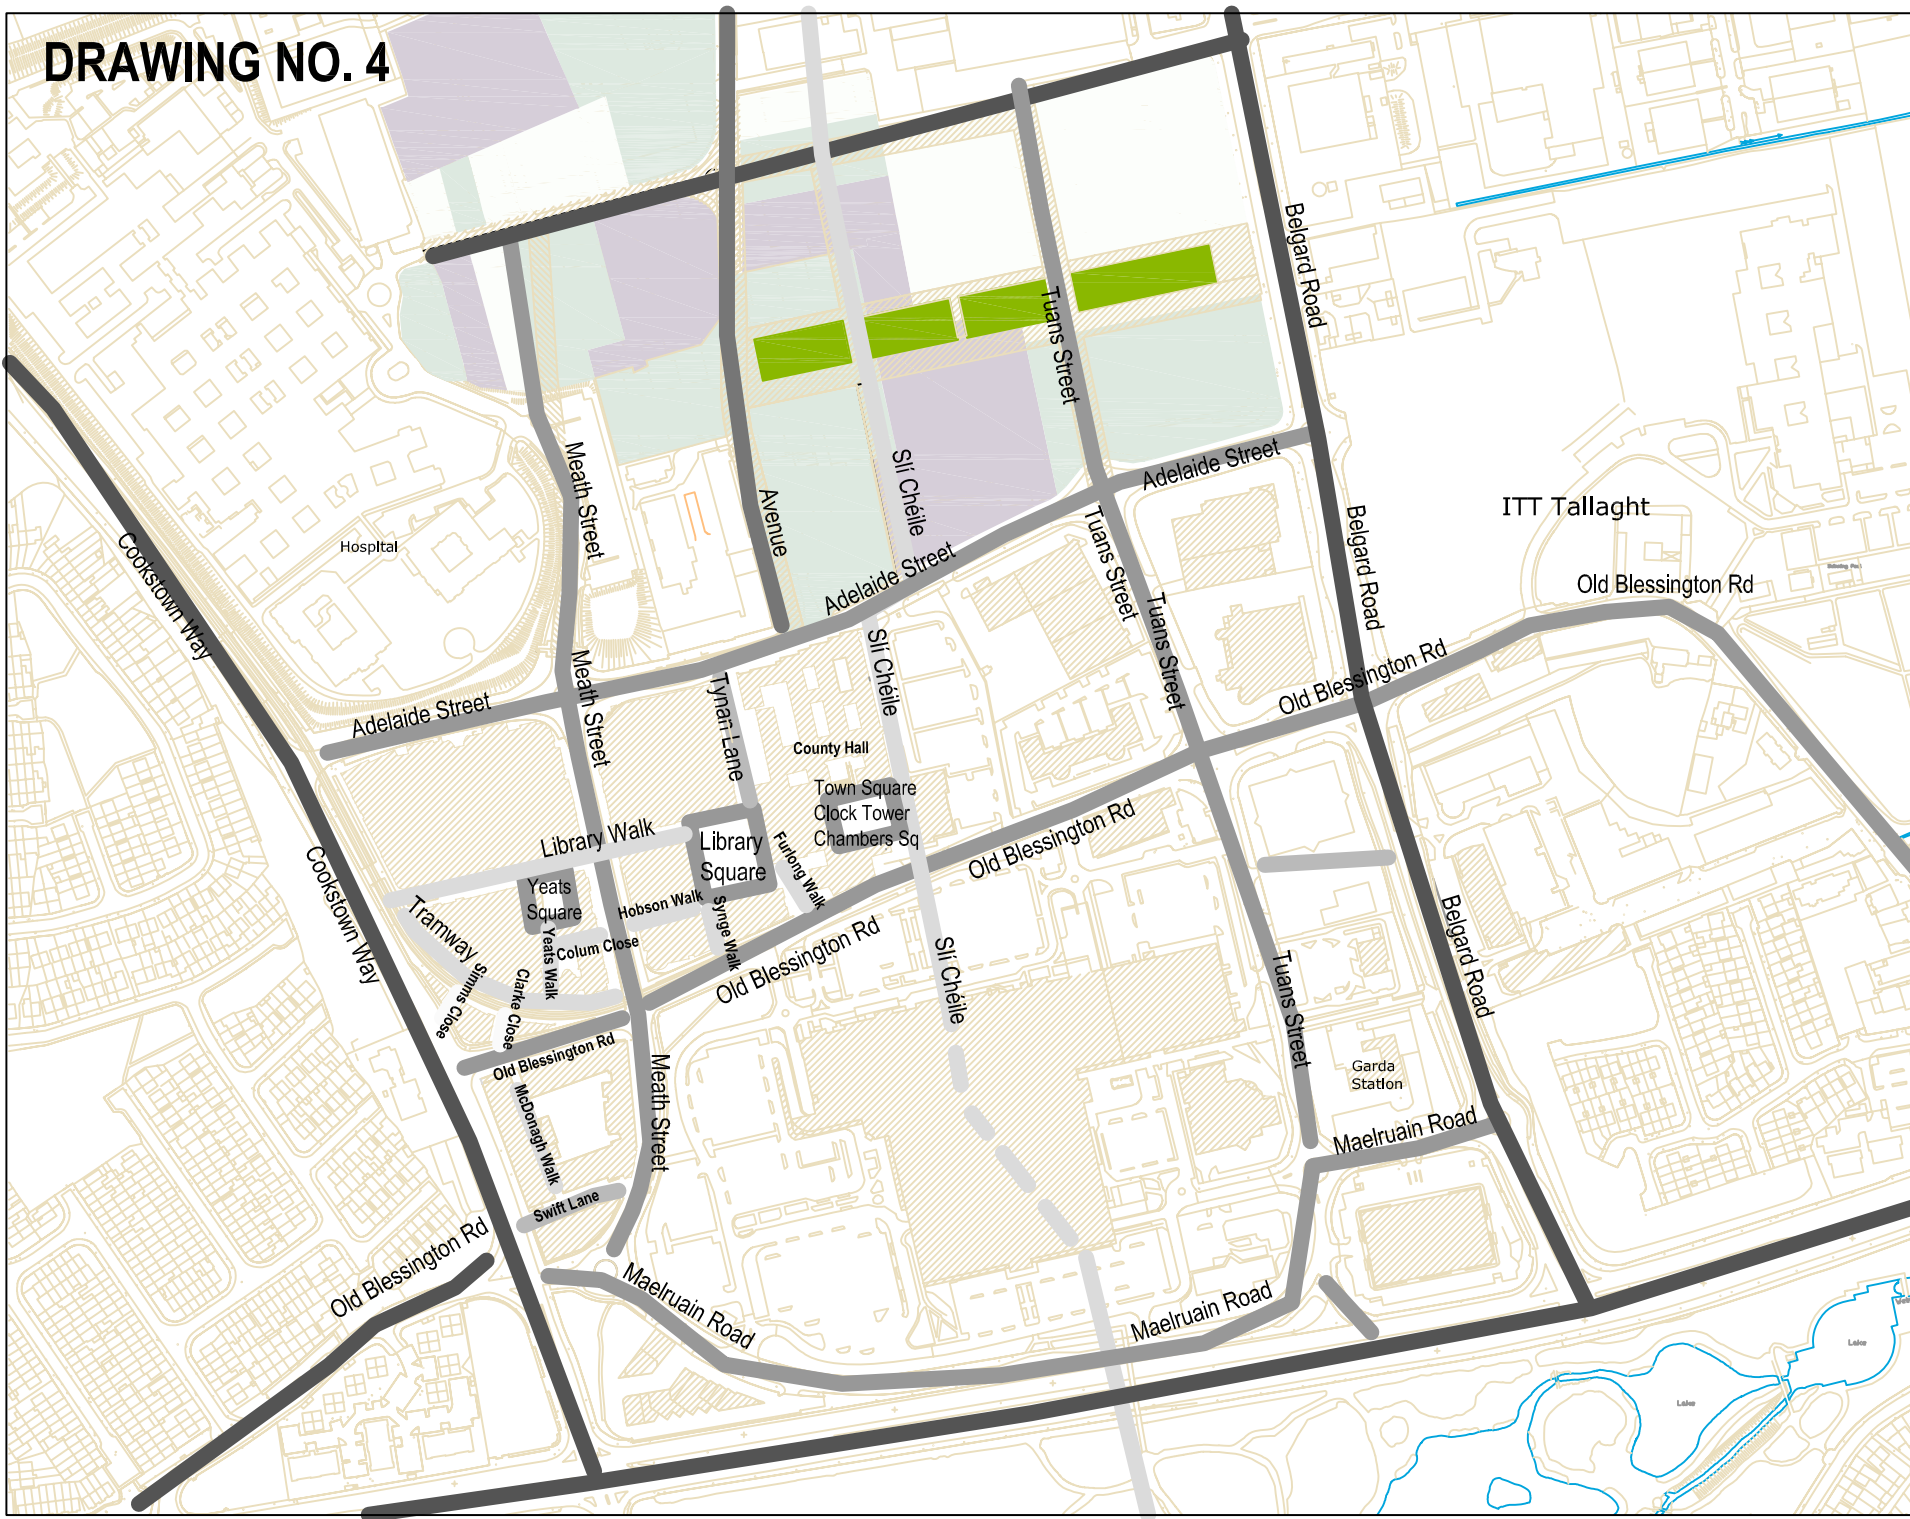 DRAWING NO. 4
Belgard Road
Tuans Street
Adelaide Street
Meath Street
Slí Chéile
Avenue
ITT Tallaght
Hospital
Cookstown Way
Adelaide Street
Tuans Street
Belgard Road
Old Blessington Rd
Tuans Street
Slí Chéile
Meath Street
Old Blessington Rd
Adelaide Street
Tynan Lane
County Hall
Town Square
Clock Tower
Chambers Sq
Library Walk
Library
Square
Furlong Walk
Old Blessington Rd
Cookstown Way
Yeats
Square
Hobson Walk
Synge Walk
Tramway
Yeats Walk
Colum Close
Old Blessington Rd
Slí Chéile
Belgard Road
Simms Close
Clarke Close
Tuans Street
Old Blessington Rd
Meath Street
Garda
Station
McDonagh Walk
Maelruain Road
Swift Lane
Old Blessington Rd
Maelruain Road
Maelruain Road
Lake
Lake